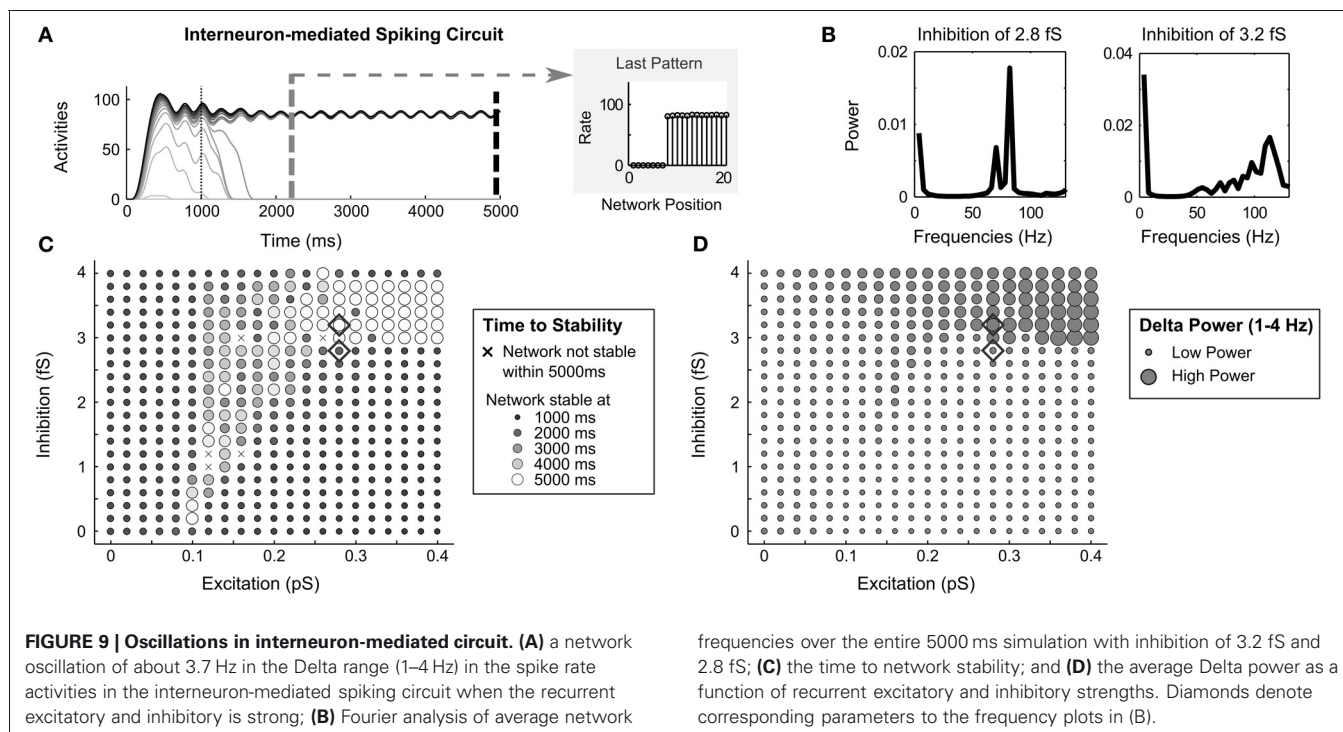 A
Interneuron-mediated Spiking Circuit
Activities
100
50
0
0
1000
2000
3000
4000
5000
Time (ms)
Last Pattern
Rate
100
0
0
20
Network Position
B
Inhibition of 2.8 fS
Power
0.02
0.01
0
0
50
100
Frequencies (Hz)
Inhibition of 3.2 fS
0.04
0.02
0
0
50
100
Frequencies (Hz)
C
Inhibition (fS)
4
3
2
1
0
0
0.1
0.2
0.3
0.4
Excitation (pS)
Time to Stability
× Network not stable
within 5000ms
Network stable at
1000 ms
2000 ms
3000 ms
4000 ms
5000 ms
D
Inhibition (fS)
4
3
2
1
0
0
0.1
0.2
0.3
0.4
Excitation (pS)
Delta Power (1-4 Hz)
Low Power
High Power
FIGURE 9 | Oscillations in interneuron-mediated circuit. (A) a network
oscillation of about 3.7 Hz in the Delta range (1–4 Hz) in the spike rate
activities in the interneuron-mediated spiking circuit when the recurrent
excitatory and inhibitory is strong; (B) Fourier analysis of average network
frequencies over the entire 5000 ms simulation with inhibition of 3.2 fS and
2.8 fS; (C) the time to network stability; and (D) the average Delta power as a
function of recurrent excitatory and inhibitory strengths. Diamonds denote
corresponding parameters to the frequency plots in (B).